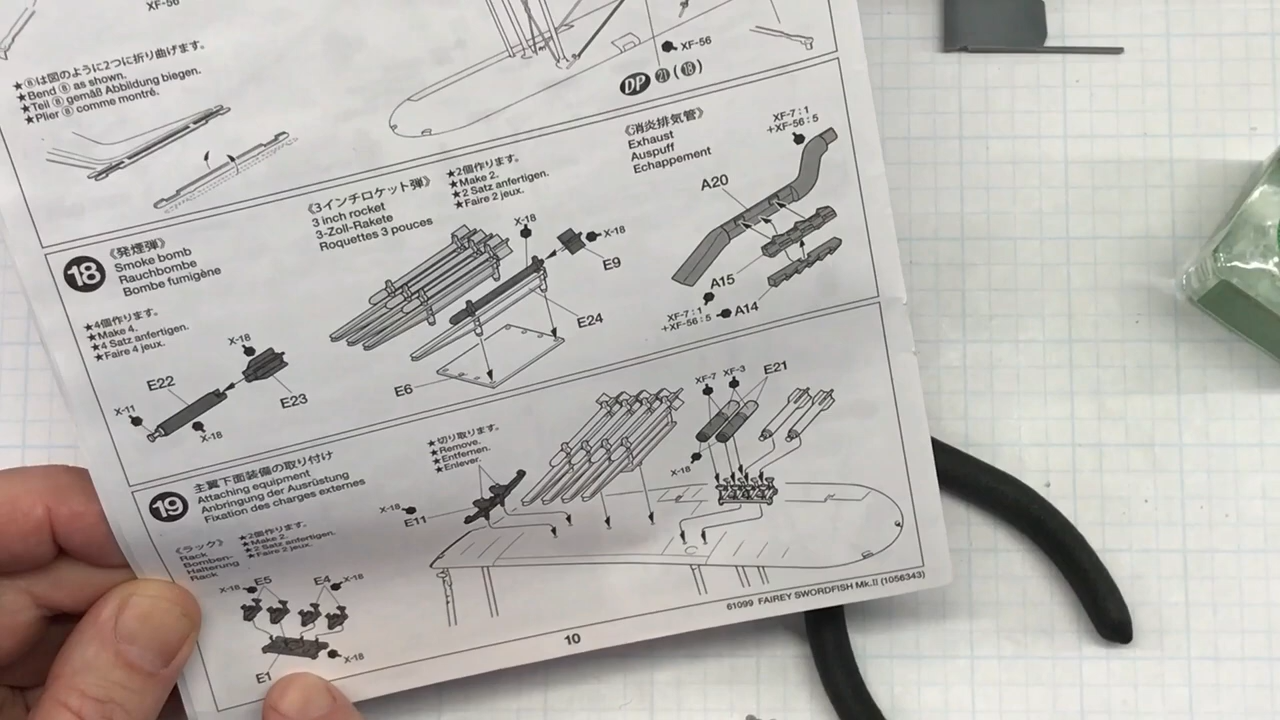 XF-56
★⑧は図のように2つに折り曲げます。
★Bend ⑧ as shown.
★Teil ⑧ gemäß Abbildung biegen.
★Plier ⑧ comme montré.
XF-56
DP 21 (18)
《消炎排気管》
Exhaust
Auspuff
Echappement
XF-7 : 1
+XF-56 : 5
A20
A15
A14
XF-7 : 1
+XF-56 : 5
《3インチロケット弾》
3 inch rocket
3-Zoll-Rakete
Roquettes 3 pouces
★2個作ります。
★Make 2.
★2 Satz anfertigen.
★Faire 2 jeux.
X-18
X-18
E9
E24
E6
18
《発煙弾》
Smoke bomb
Rauchbombe
Bombe fumigène
★4個作ります。
★Make 4.
★4 Satz anfertigen.
★Faire 4 jeux.
X-18
E22
E23
X-11
X-18
19
主翼下面装備の取り付け
Attaching equipment
Anbringung der Ausrüstung
Fixation des charges externes
★切り取ります。
★Remove.
★Entfernen.
★Enlever.
X-18
E11
XF-7
XF-3
E21
X-18
《ラック》
Rack
Bomben-
Halterung
Rack
★2個作ります。
★Make 2.
★2 Satz anfertigen.
★Faire 2 jeux.
X-18
E5
E4
X-18
E1
X-18
10
61099 FAIREY SWORDFISH Mk.II (1056343)